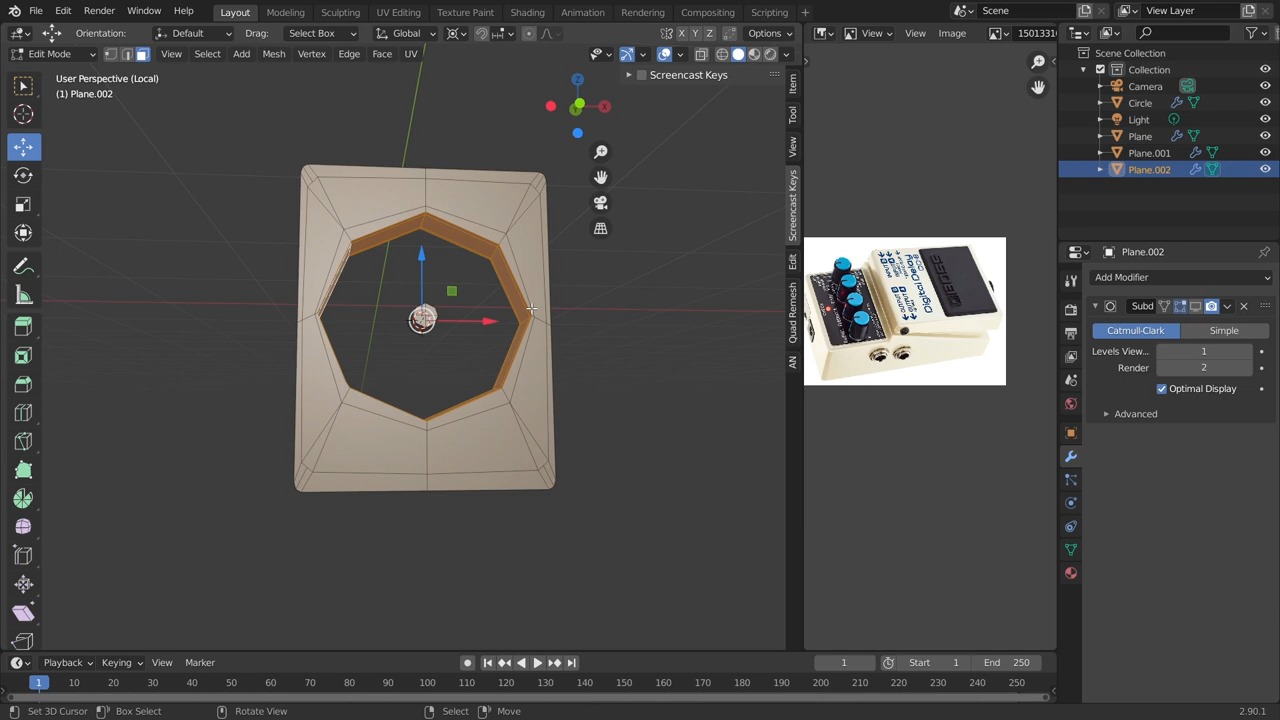 File Edit Render Window Help
Layout Modeling Sculpting UV Editing Texture Paint Shading Animation Rendering Compositing Scripting
Scene
View Layer
Orientation: Default Drag: Select Box Global X Y Z Options
View View Image 1501331
Edit Mode View Select Add Mesh Vertex Edge Face UV
User Perspective (Local)
(1) Plane.002
Screencast Keys
Z
X
Y
Item
Tool
View
Screencast Keys
Edit
Quad Remesh
AN
Digital Delay
BOSS
Scene Collection
Collection
Camera
Circle
Light
Plane
Plane.001
Plane.002
Plane.002
Add Modifier
Subd
Catmull-Clark Simple
Levels View... 1
Render 2
Optimal Display
Advanced
Playback Keying View Marker
1 Start 1 End 250
1 10 20 30 40 50 60 70 80 90 100 110 120 130 140 150 160 170 180 190 200 210 220 230 240 250
Set 3D Cursor Box Select Rotate View Select Move 2.90.1